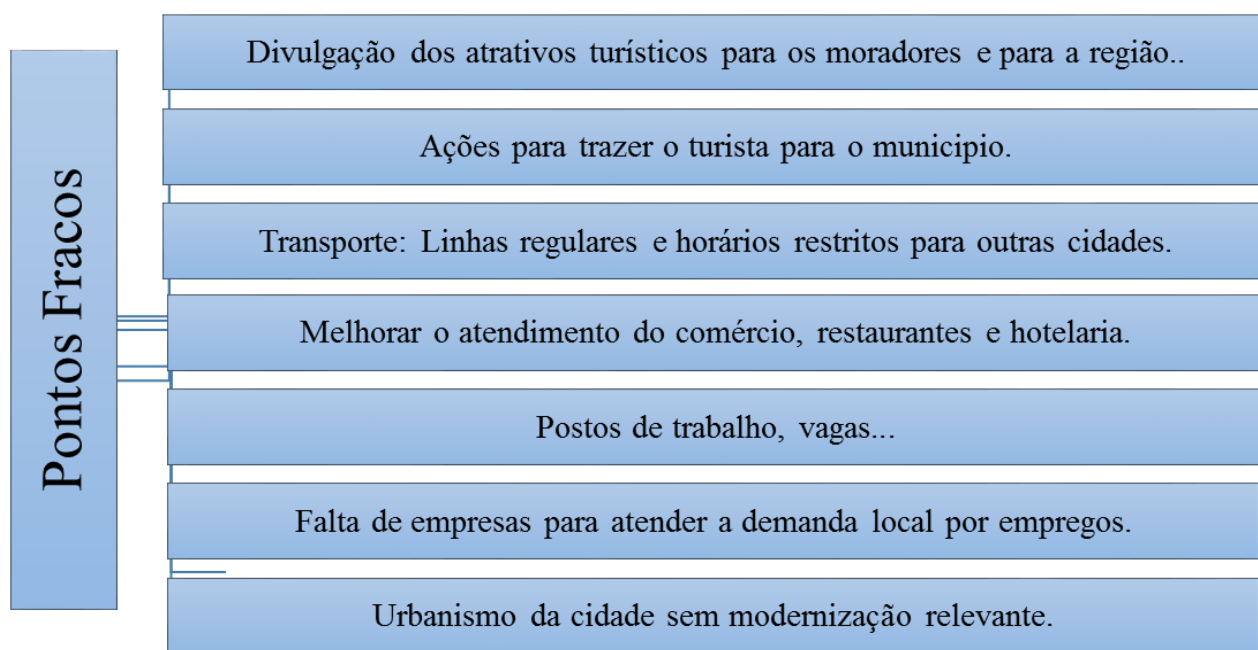 Pontos Fracos
Divulgação dos atrativos turísticos para os moradores e para a região..
Ações para trazer o turista para o municipio.
Transporte: Linhas regulares e horários restritos para outras cidades.
Melhorar o atendimento do comércio, restaurantes e hotelaria.
Postos de trabalho, vagas...
Falta de empresas para atender a demanda local por empregos.
Urbanismo da cidade sem modernização relevante.